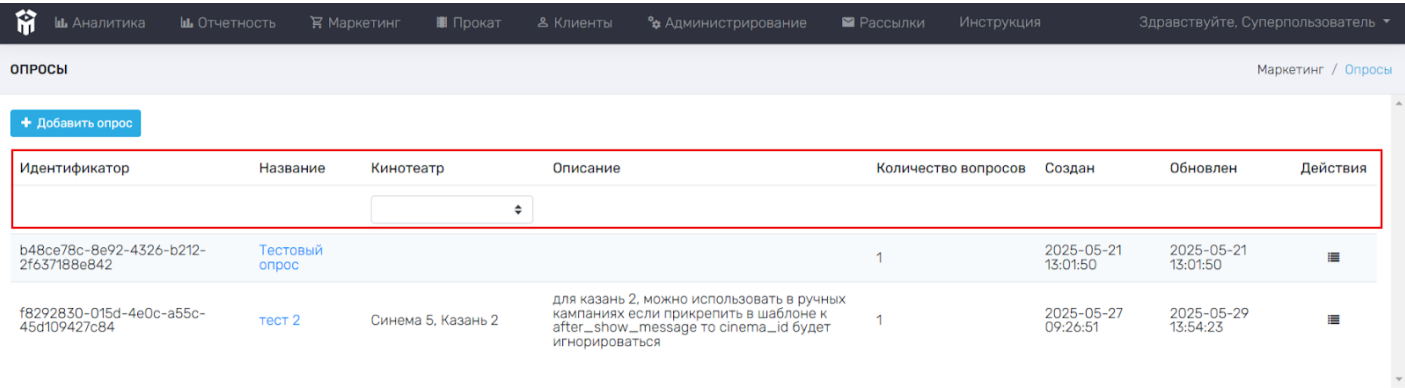 Аналитика Отчетность Маркетинг Прокат Клиенты Администрирование Рассылки Инструкция Здравствуйте, Суперпользователь
ОПРОСЫ Маркетинг / Опросы
+ Добавить опрос
Идентификатор Название Кинотеатр Описание Количество вопросов Создан Обновлен Действия
b48ce78c-8e92-4326-b212-
2f637188e842
Тестовый
опрос
1
2025-05-21
13:01:50
2025-05-21
13:01:50
f8292830-015d-4e0c-a55c-
45d109427c84
тест 2
Синема 5, Казань 2
для казань 2, можно использовать в ручных
кампаниях если прикрепить в шаблоне к
after_show_message то cinema_id будет
игнорироваться
1
2025-05-27
09:26:51
2025-05-29
13:54:23